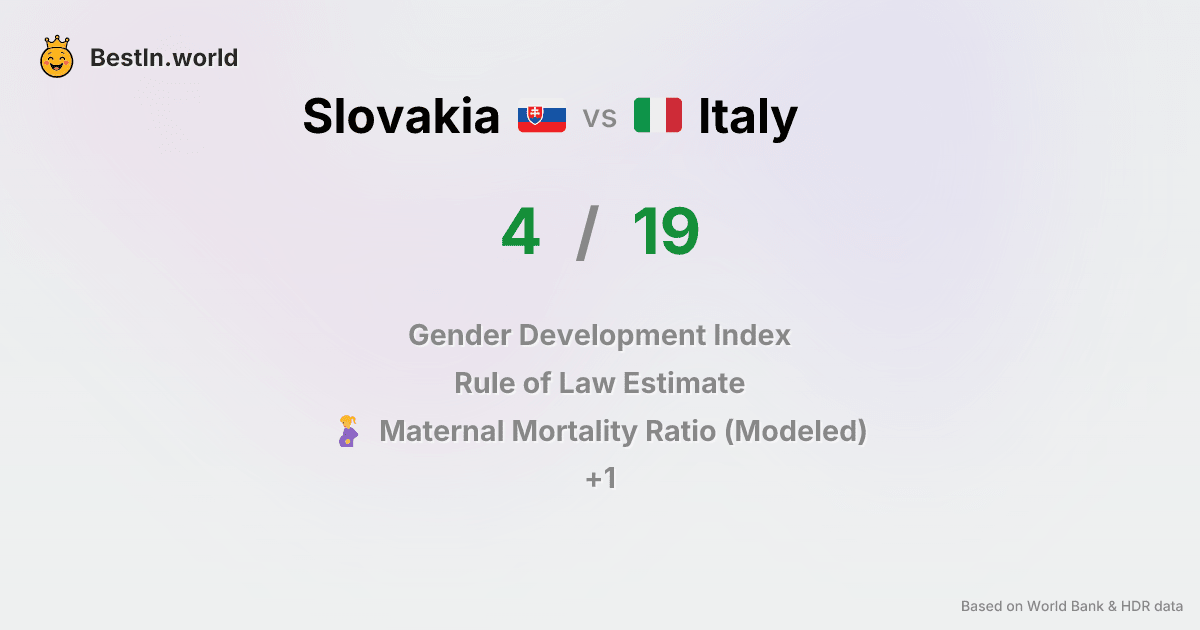 BestIn.world
Slovakia vs Italy
4 / 19
Gender Development Index
Rule of Law Estimate
Maternal Mortality Ratio (Modeled)
+1
Based on World Bank & HDR data